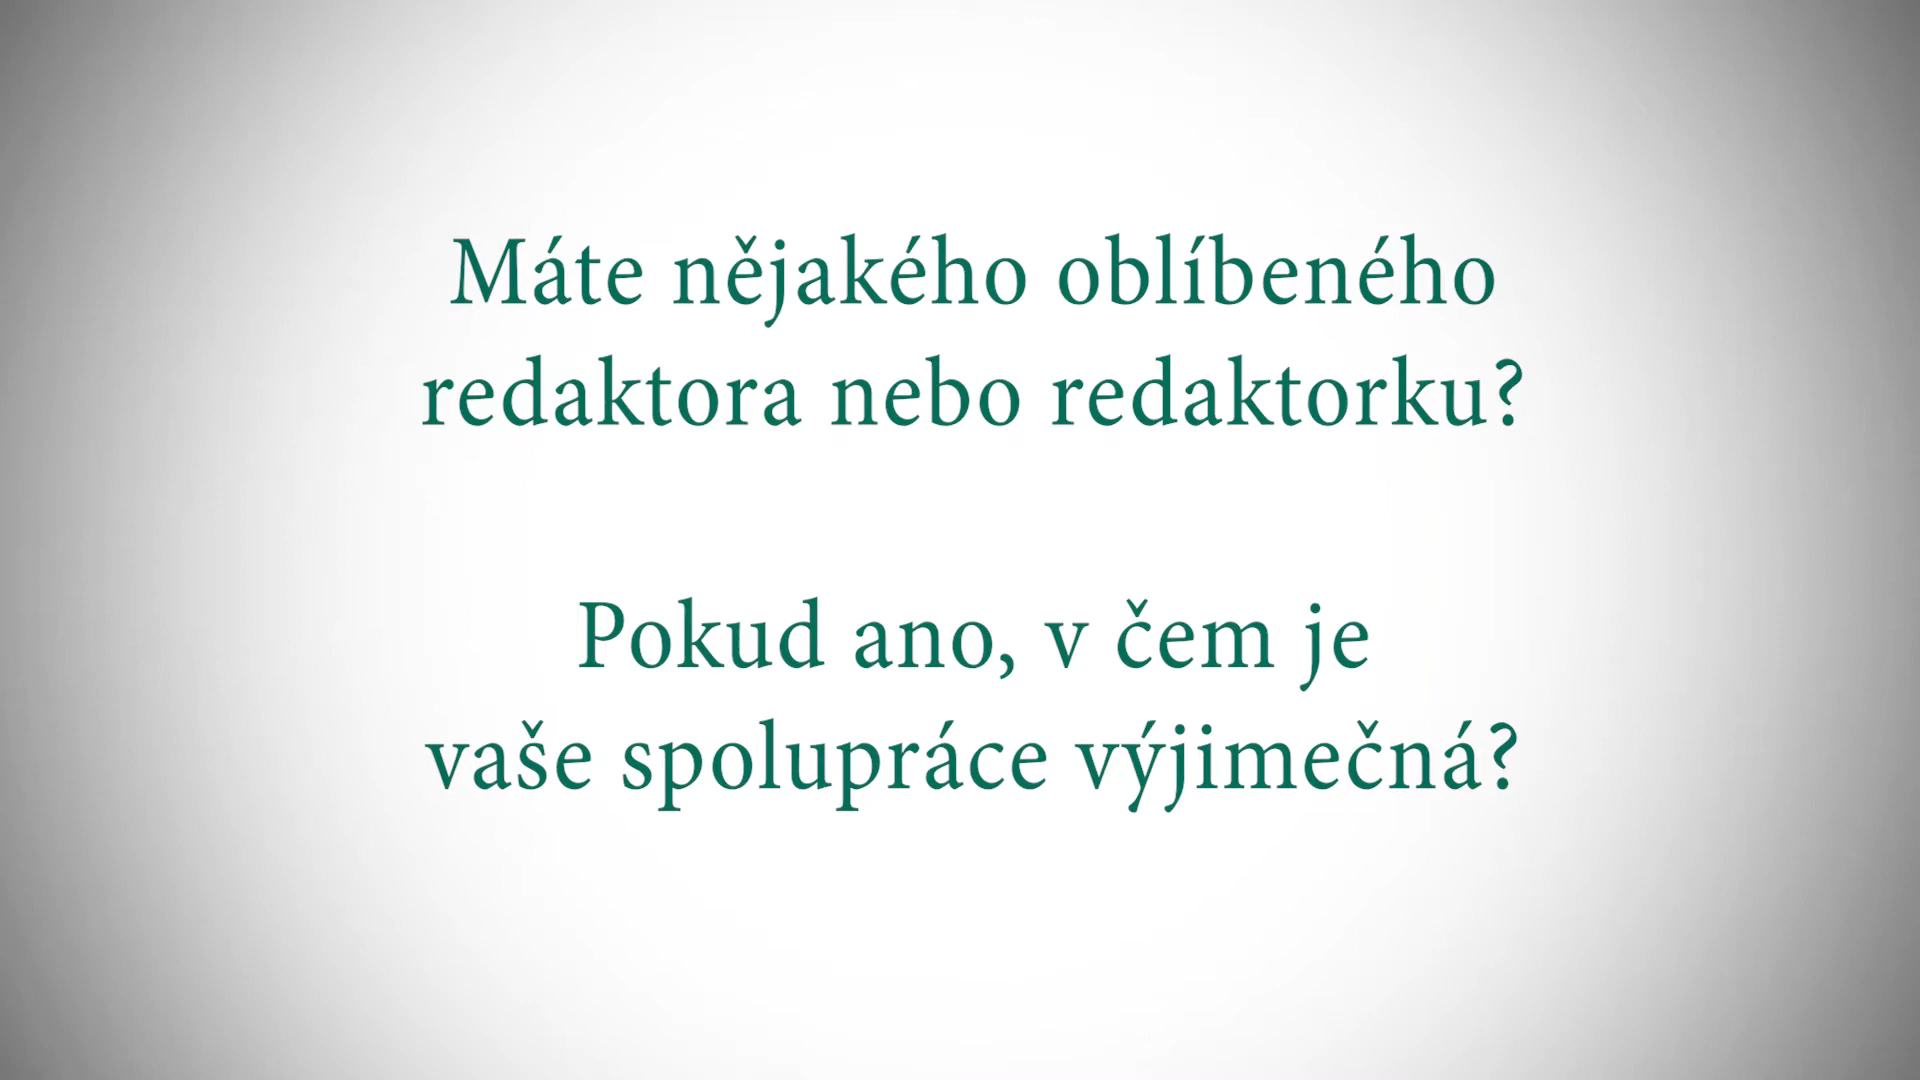 Máte nějakého oblíbeného
redaktora nebo redaktorku?
Pokud ano, v čem je
vaše spolupráce výjimečná?